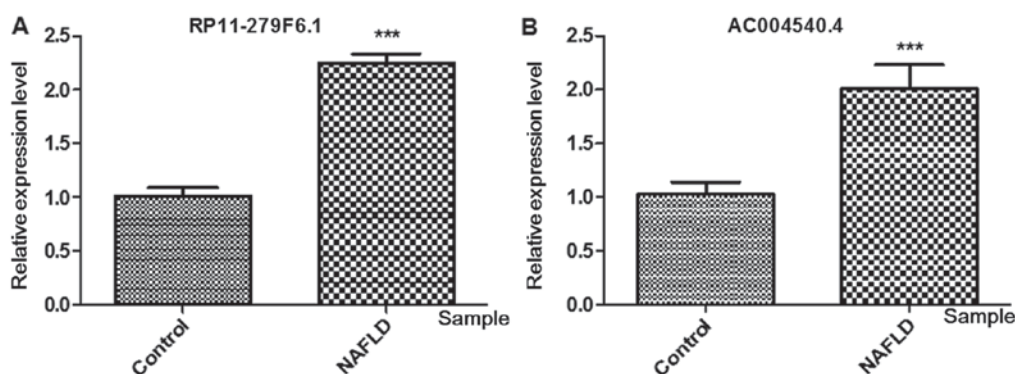 A
RP11-279F6.1
Relative expression level
2.5
2.0
1.5
1.0
0.5
0.0
***
Control
NAFLD
Sample
B
AC004540.4
Relative expression level
2.5
2.0
1.5
1.0
0.5
0.0
***
Control
NAFLD
Sample